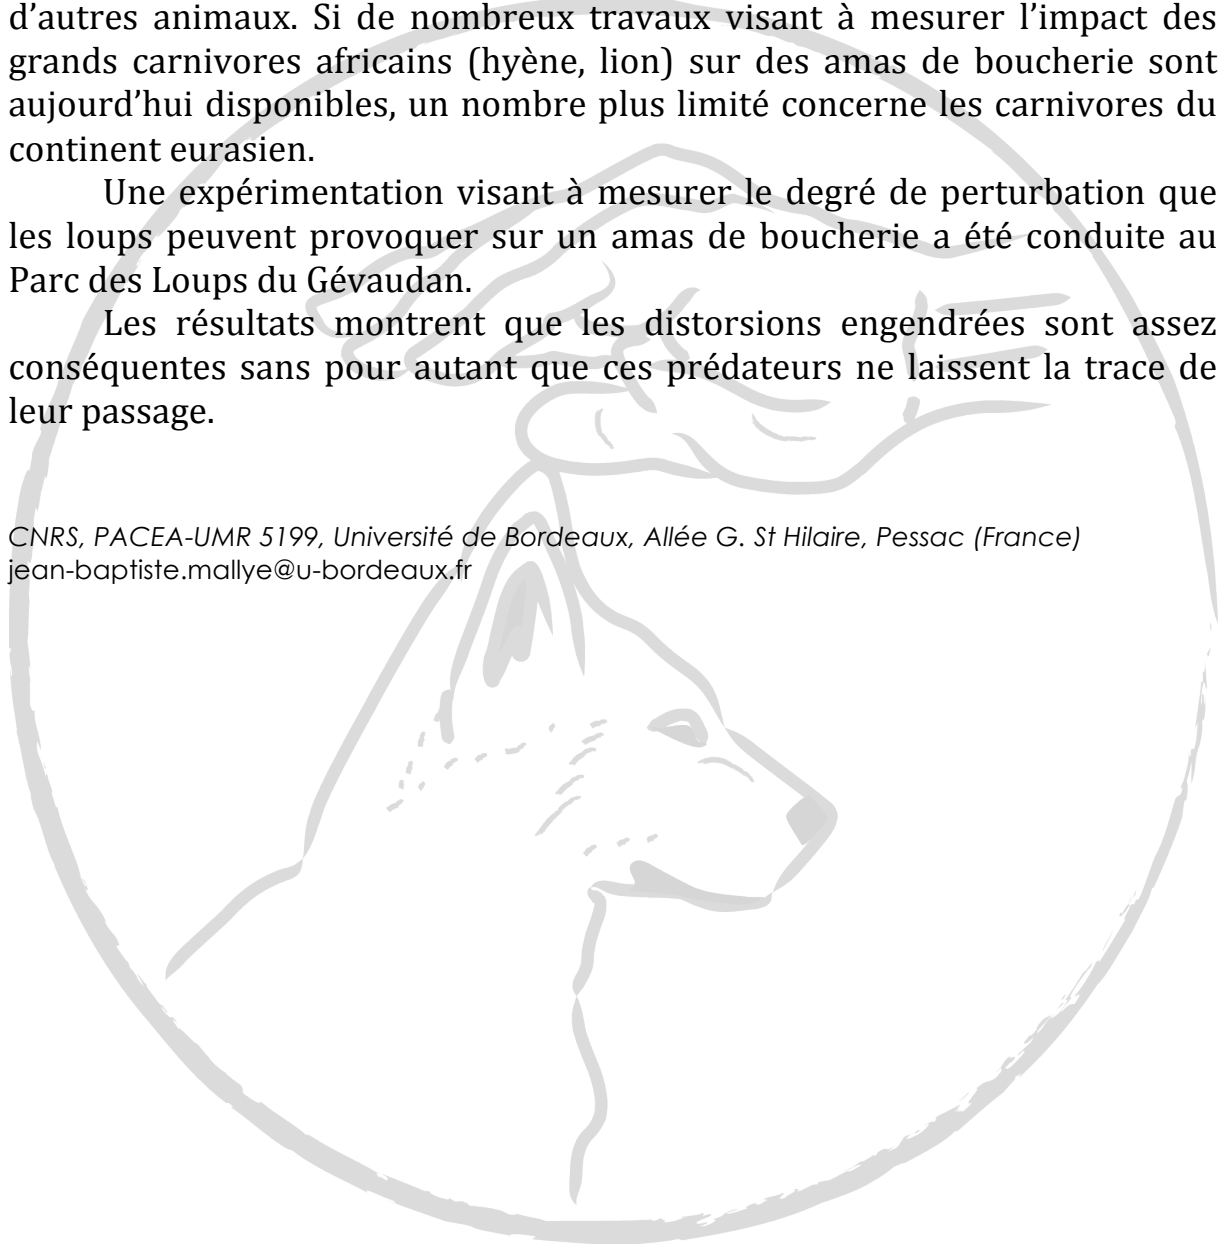 d’autres animaux. Si de nombreux travaux visant à mesurer l’impact des
grands carnivores africains (hyène, lion) sur des amas de boucherie sont
aujourd’hui disponibles, un nombre plus limité concerne les carnivores du
continent eurasien.
Une expérimentation visant à mesurer le degré de perturbation que
les loups peuvent provoquer sur un amas de boucherie a été conduite au
Parc des Loups du Gévaudan.
Les résultats montrent que les distorsions engendrées sont assez
conséquentes sans pour autant que ces prédateurs ne laissent la trace de
leur passage.
CNRS, PACEA-UMR 5199, Université de Bordeaux, Allée G. St Hilaire, Pessac (France)
jean-baptiste.mallye@u-bordeaux.fr